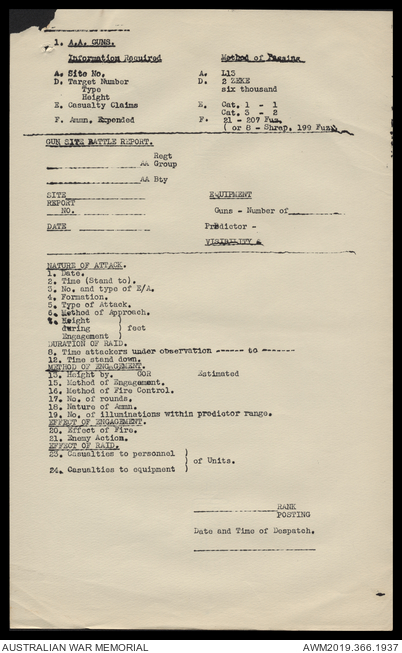 1. A.A. GUNS.
Information Required Method of Passing
A. Site No. A. L13
D. Target Number D. 2 ZEKE
Type six thousand
Height
E. Casualty Claims E. Cat. 1 - 1
Cat. 3 - 2
F. Ammn. Expended F. 21 - 207 Fuz.
( or 8 - Shrap. 199 Fuz.)
GUN SITE BATTLE REPORT.
Regt
AA Group
AA Bty
SITE EQUIPMENT
REPORT
NO. Guns - Number of
DATE Predictor -
VISIBILITY &
NATURE OF ATTACK.
1. Date.
2. Time (Stand to).
3. No. and type of E/A.
4. Formation.
5. Type of Attack.
6. Method of Approach.
7. Height )
during ) feet
Engagement )
DURATION OF RAID.
8. Time attackers under observation ------ to -------
12. Time stand down.
METHOD OF ENGAGEMENT.
13. Height by. GOR Estimated
15. Method of Engagement.
16. Method of Fire Control.
17. No. of rounds.
18. Nature of Ammn.
19. No. of illuminations within predictor range.
EFFECT OF ENGAGEMENT.
20. Effect of Fire.
21. Enemy Action.
EFFECT OF RAID.
23. Casualties to personnel )
) of Units.
24. Casualties to equipment )
RANK
POSTING
Date and Time of Despatch.
AUSTRALIAN WAR MEMORIAL AWM2019.366.1937